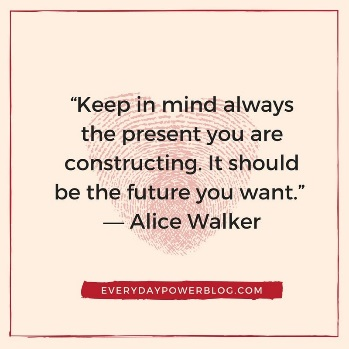 “Keep in mind always
the present you are
constructing. It should
be the future you want.”
— Alice Walker
EVERYDAYPOWERBLOG.COM